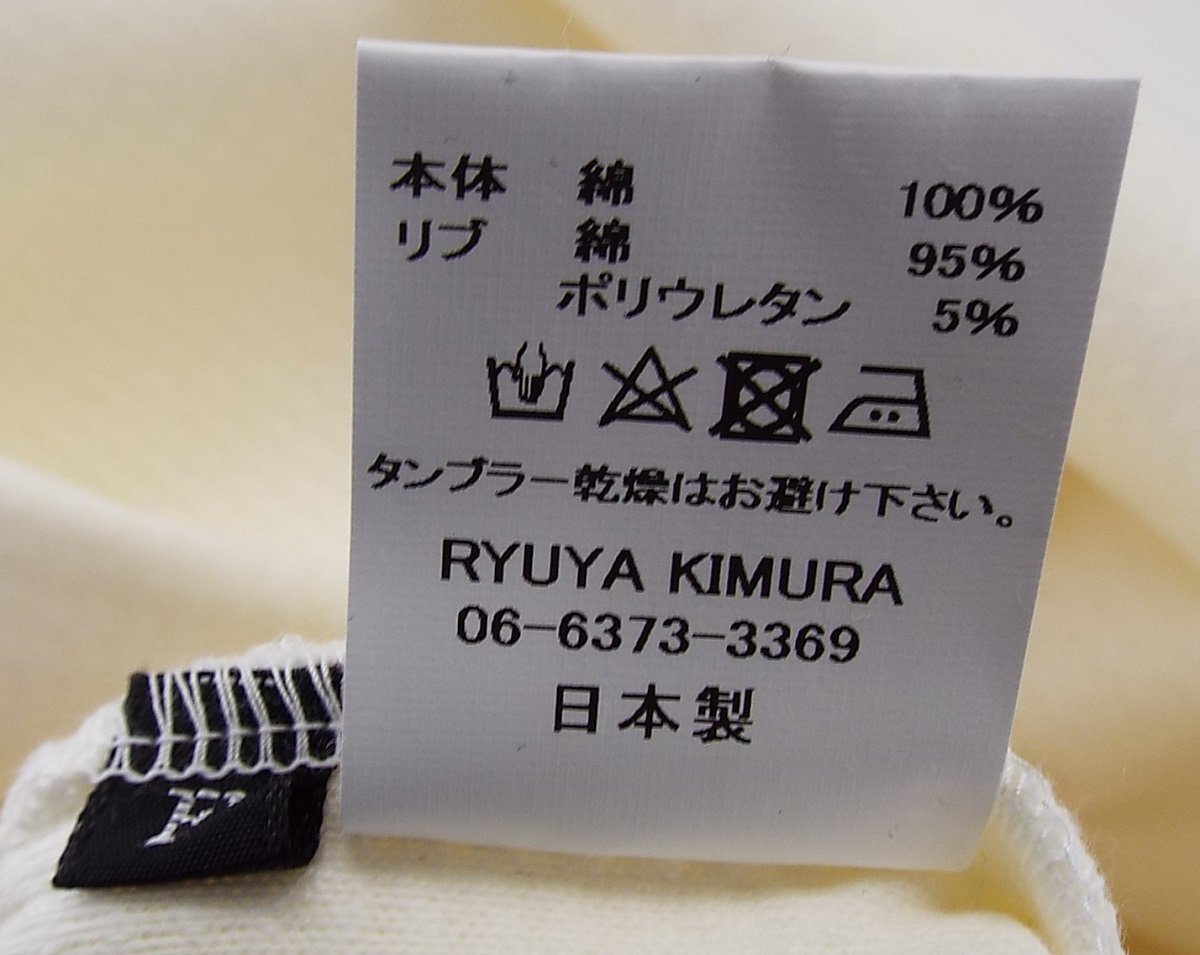 本体 綿 100%
リブ 綿 95%
ポリウレタン 5%
タンブラー乾燥はお避け下さい。
RYUYA KIMURA
06-6373-3369
日本製
F